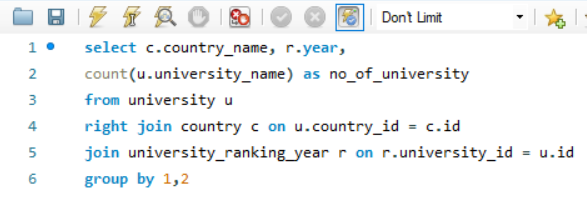 Don't Limit
1 select c.country_name, r.year,
2 count(u.university_name) as no_of_university
3 from university u
4 right join country c on u.country_id = c.id
5 join university_ranking_year r on r.university_id = u.id
6 group by 1,2